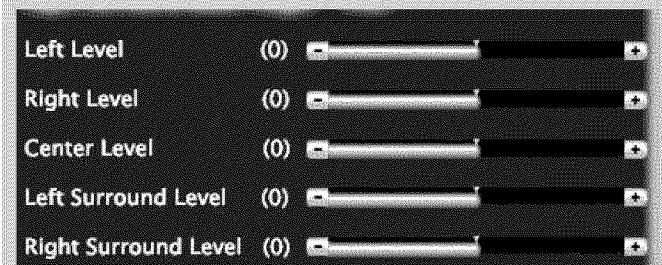 Left Level (0) - +
Right Level (0) - +
Center Level (0) - +
Left Surround Level (0) - +
Right Surround Level (0) - +